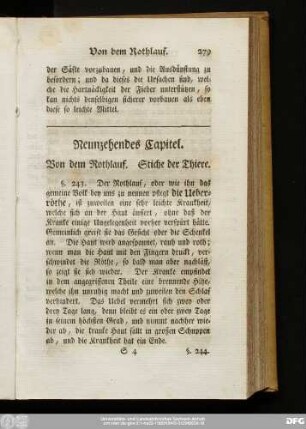 Von dem Rothlauf. 279
der Säfte vorzubauen, und die Ausdünstung zu
befördern; und da dieses die Ursachen sind, wel-
che die Hartnäckigkeit der Fieber unterstüzen, so
kan nichts denselbigen sicherer vorbauen als eben
diese so leichte Mittel.
Neunzehendes Capitel.
Von dem Rothlauf. Stiche der Thiere.
§. 243. Der Rothlauf, oder wie ihn das
gemeine Volk bey uns zu nennen pflegt die Ueber-
röthe, ist zuweilen eine sehr leichte Krankheit,
welche sich an der Haut äussert, ohne daß der
Kranke einige Ungelegenheit vorher verspürt hätte.
Gemeinlich greift sie das Gesicht oder die Schenkel
an. Die Haut wird angespannet, rauh und roth;
wenn man die Haut mit den Fingern drukt, ver-
schwindet die Röthe, so bald man aber nachläßt,
so zeigt sie sich wieder. Der Kranke empfindet
in dem angegriffenen Theile eine brennende Hitze,
welche ihn unruhig macht und zuweilen den Schlaf
verhindert. Das Uebel vermehrt sich zwey oder
drey Tage lang, denn bleibt es ein oder zwey Tage
in seinem höchsten Grad, und nimmt nachher wie-
der ab, die kranke Haut fällt in grossen Schuppen
ab, und die Krankheit hat ein Ende.
S 4 §. 244.